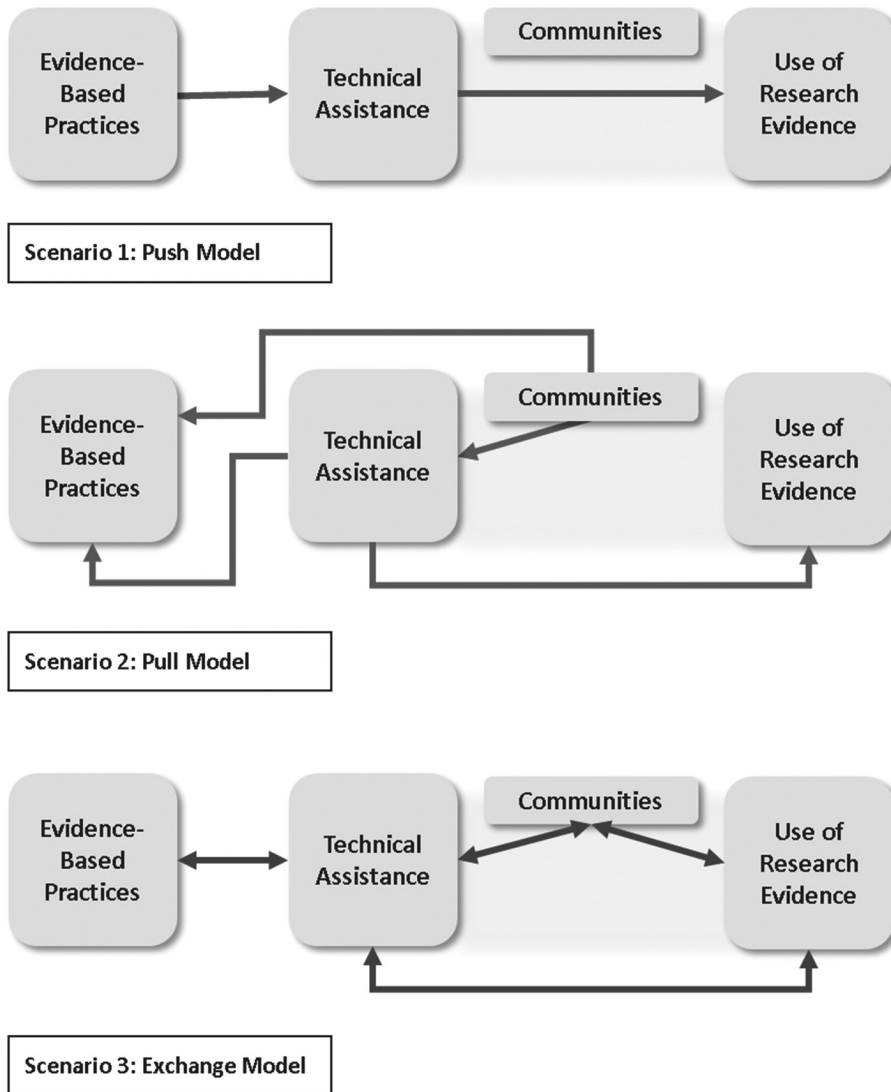 Evidence-
Based
Practices
Technical
Assistance
Communities
Use of
Research
Evidence
Scenario 1: Push Model
Evidence-
Based
Practices
Technical
Assistance
Communities
Use of
Research
Evidence
Scenario 2: Pull Model
Evidence-
Based
Practices
Technical
Assistance
Communities
Use of
Research
Evidence
Scenario 3: Exchange Model